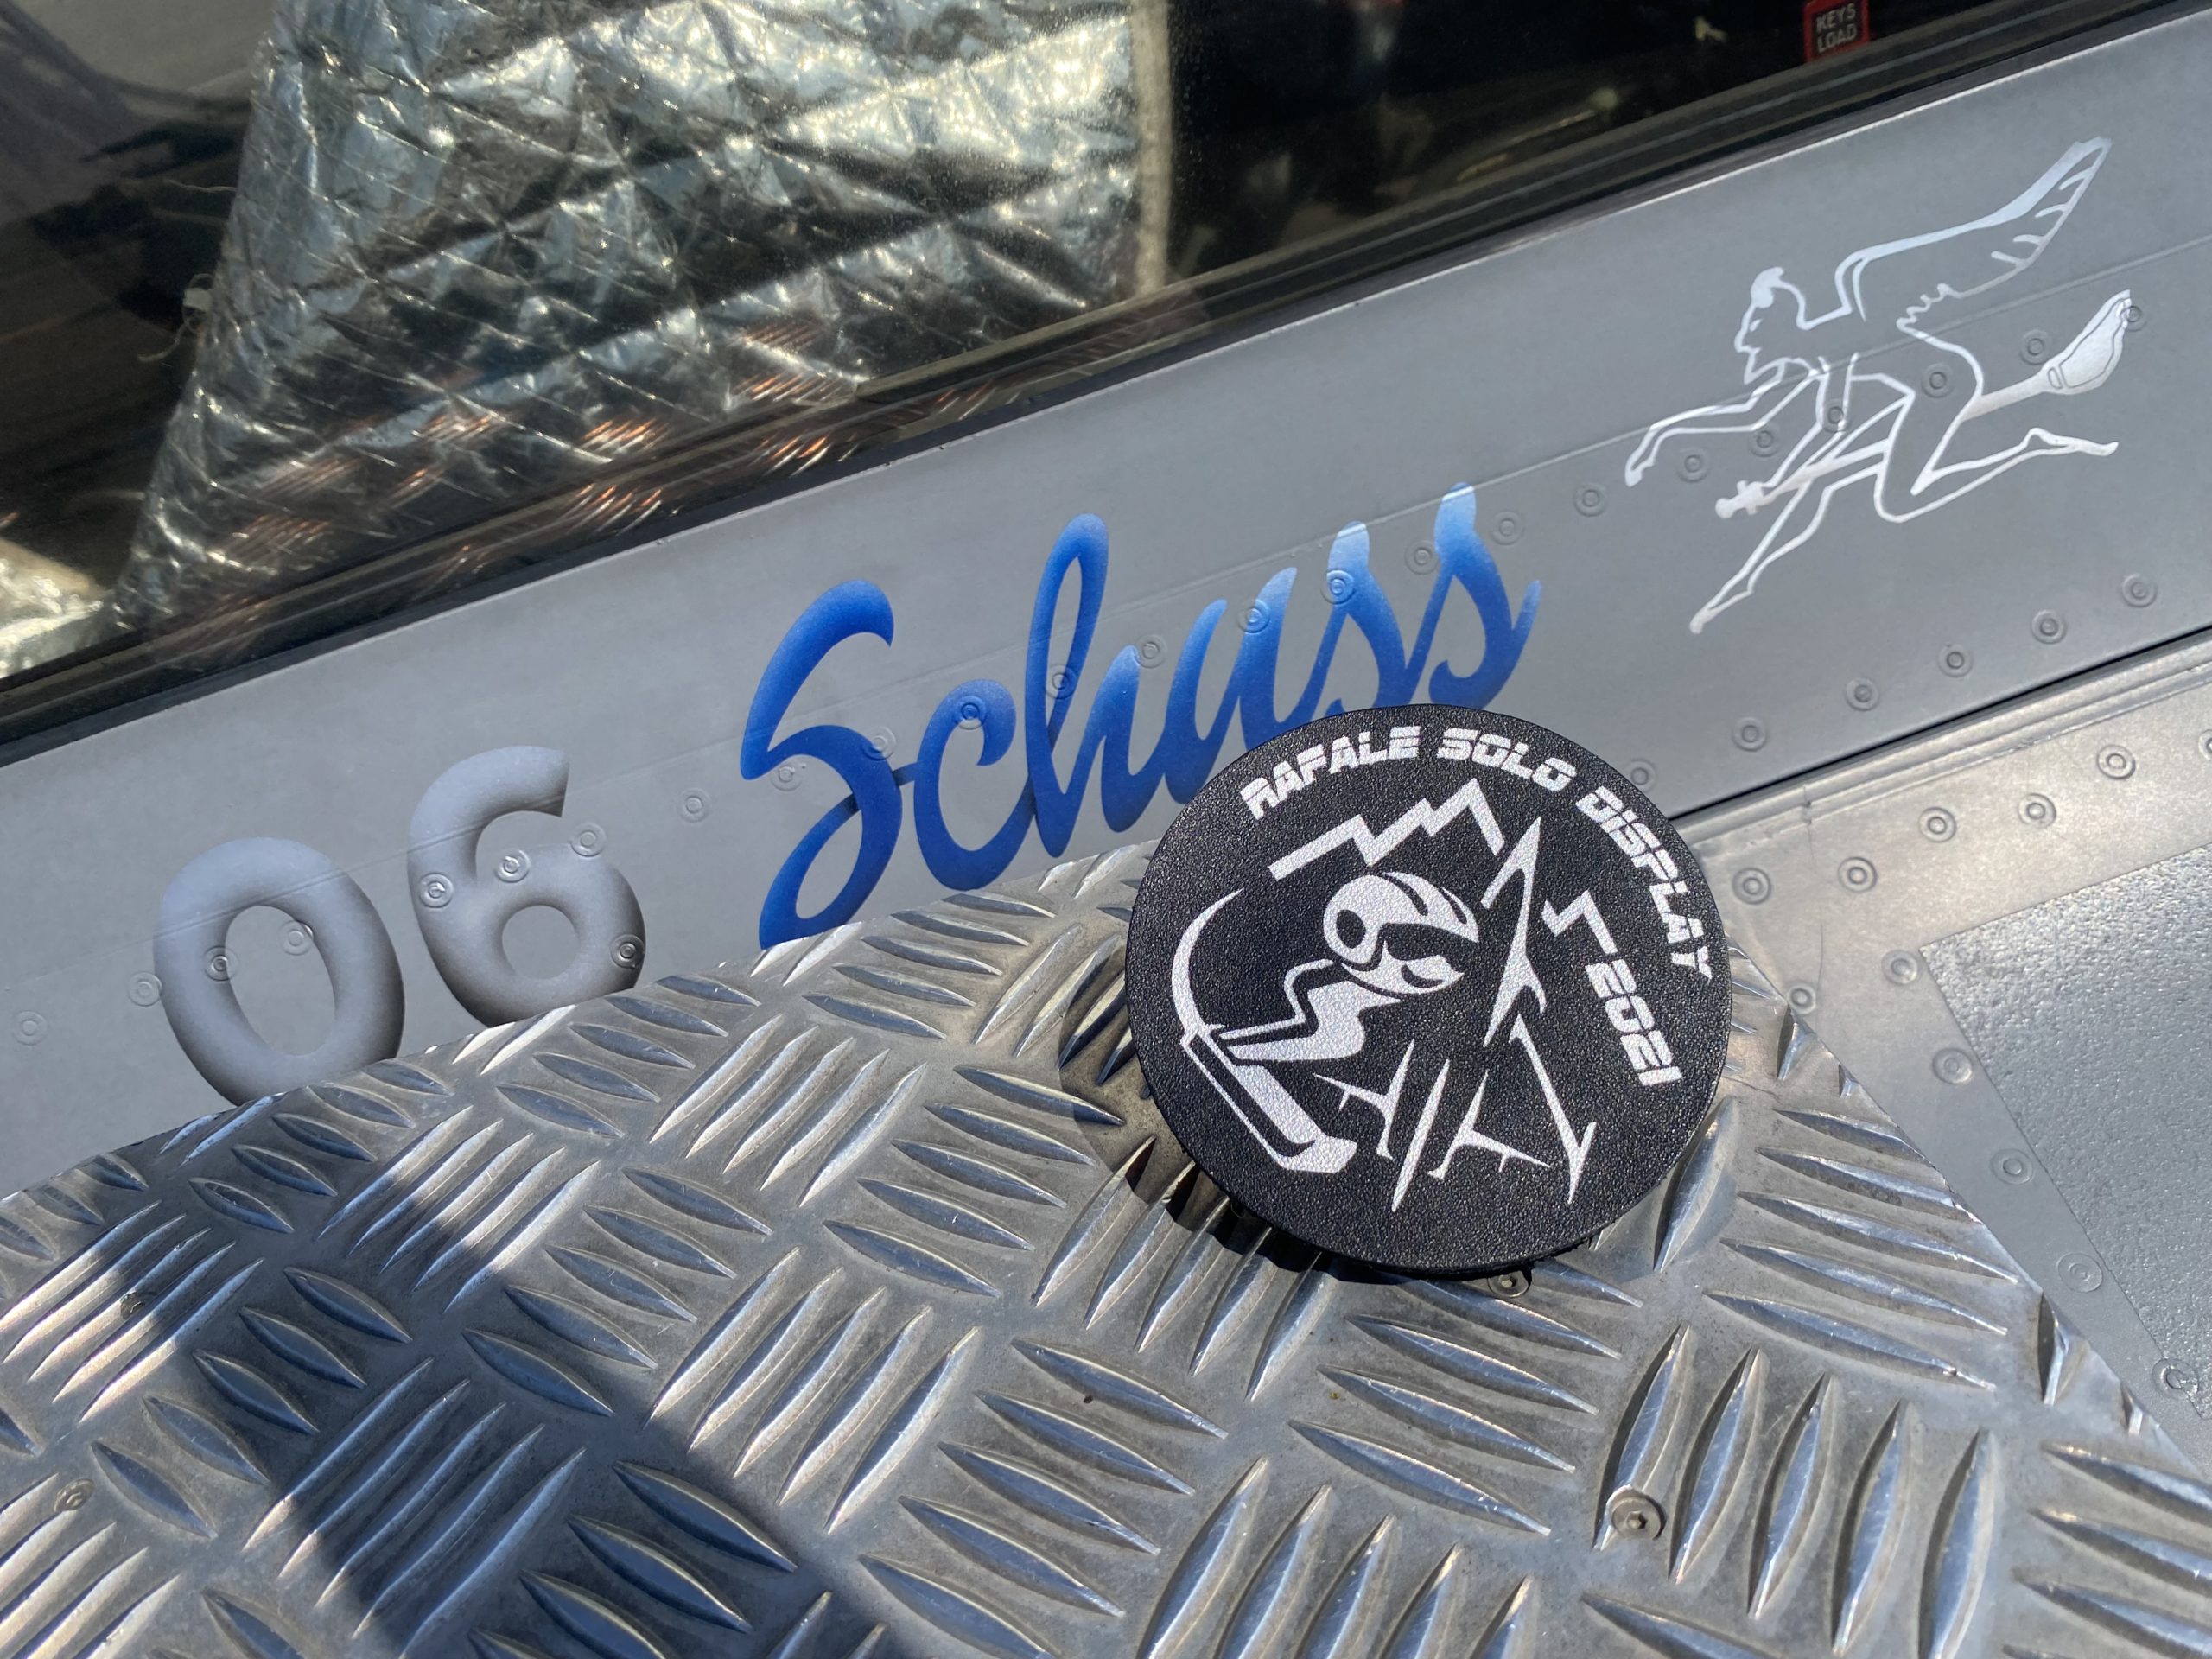 KEYS
LOAD
06 Schuss
RAFALE SOLO DISPLAY
2021